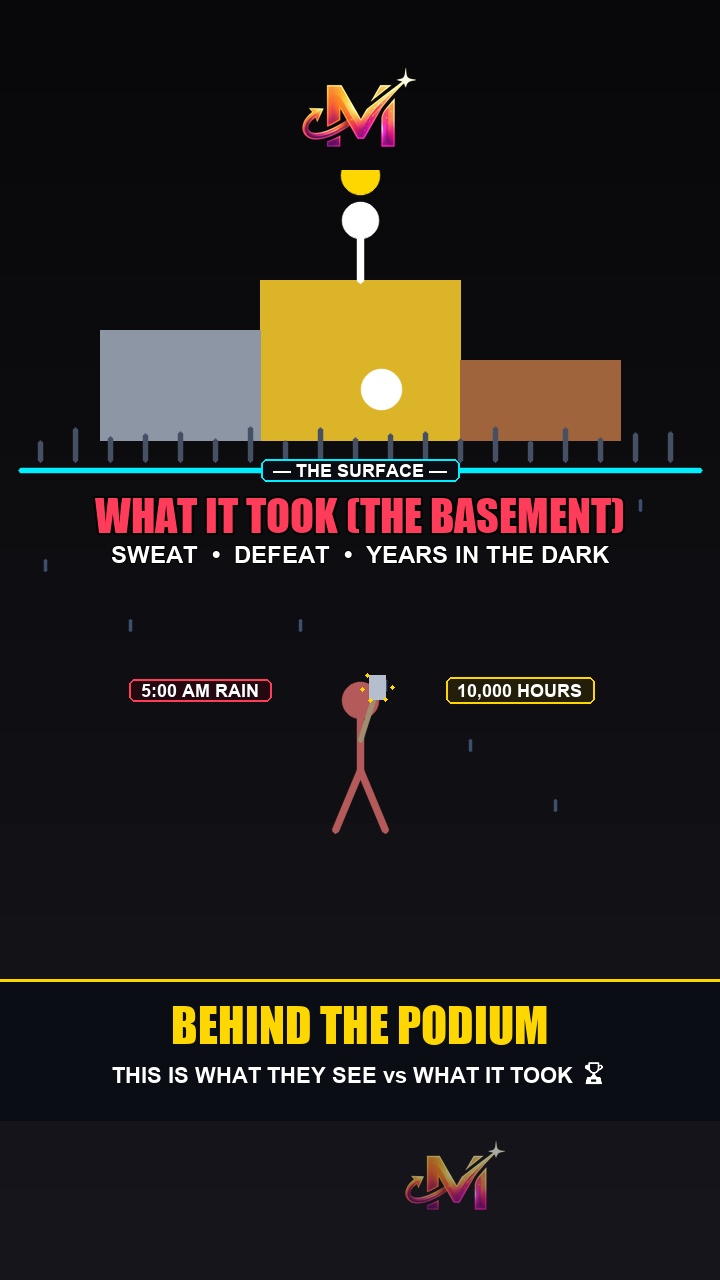 M
— THE SURFACE —
WHAT IT TOOK (THE BASEMENT)
SWEAT • DEFEAT • YEARS IN THE DARK
5:00 AM RAIN
10,000 HOURS
BEHIND THE PODIUM
THIS IS WHAT THEY SEE vs WHAT IT TOOK 🏆
M